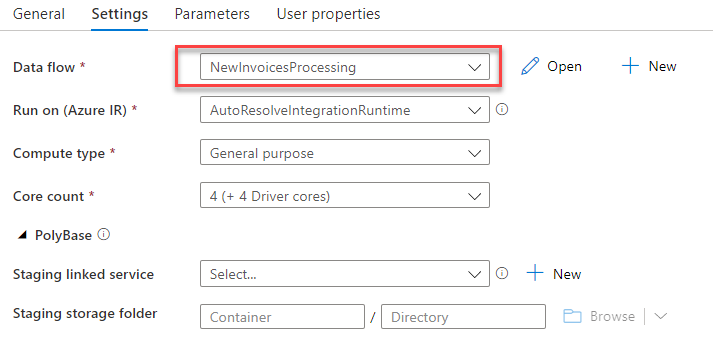 General Settings Parameters User properties
Data flow * NewInvoicesProcessing Open New
Run on (Azure IR) * AutoResolveIntegrationRuntime
Compute type * General purpose
Core count * 4 (+ 4 Driver cores)
PolyBase
Staging linked service Select... New
Staging storage folder Container / Directory Browse